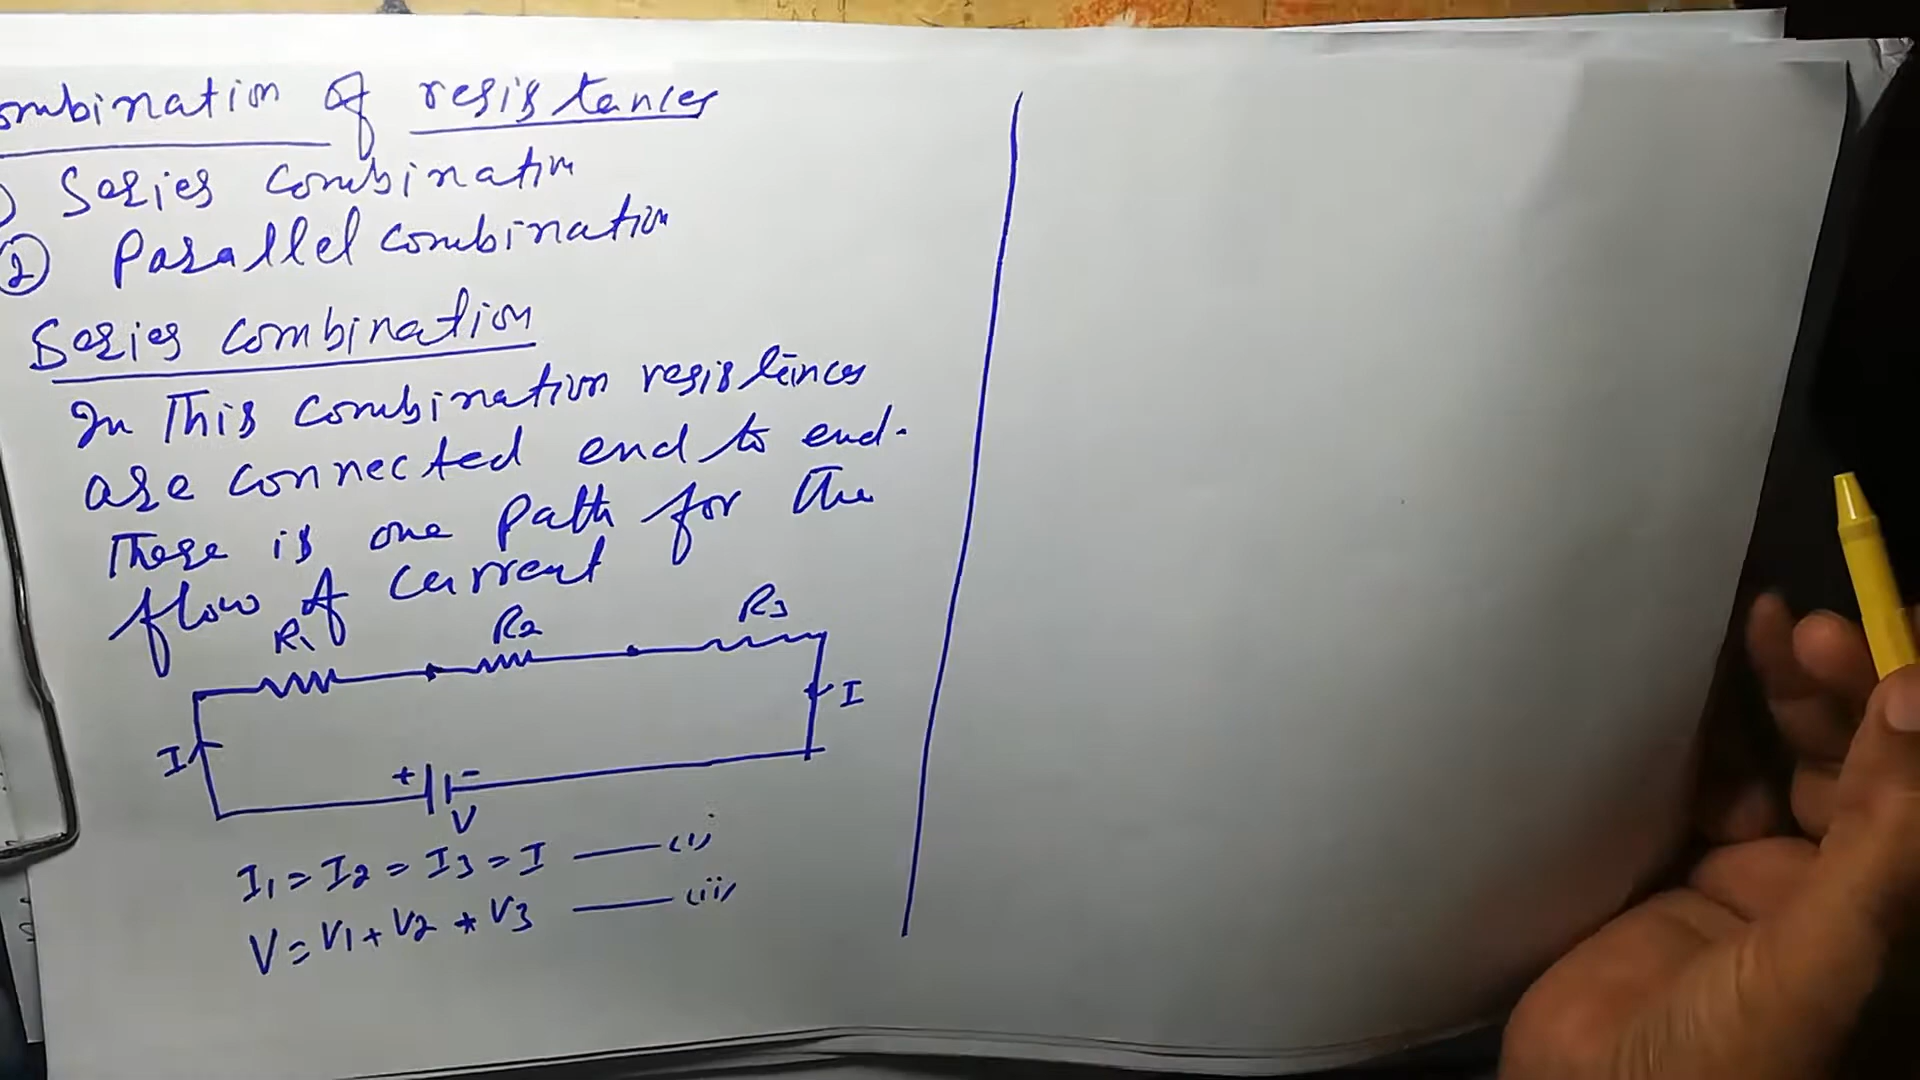 ombination of resistances
) Series combination
② Parallel combination
Series combination
In This combination resistances
are connected end to end.
There is one path for the
flow of current
R1 R2 R3
I
I
+ -
V
I1 = I2 = I3 = I —— (i)
V = V1 + V2 + V3 —— (ii)